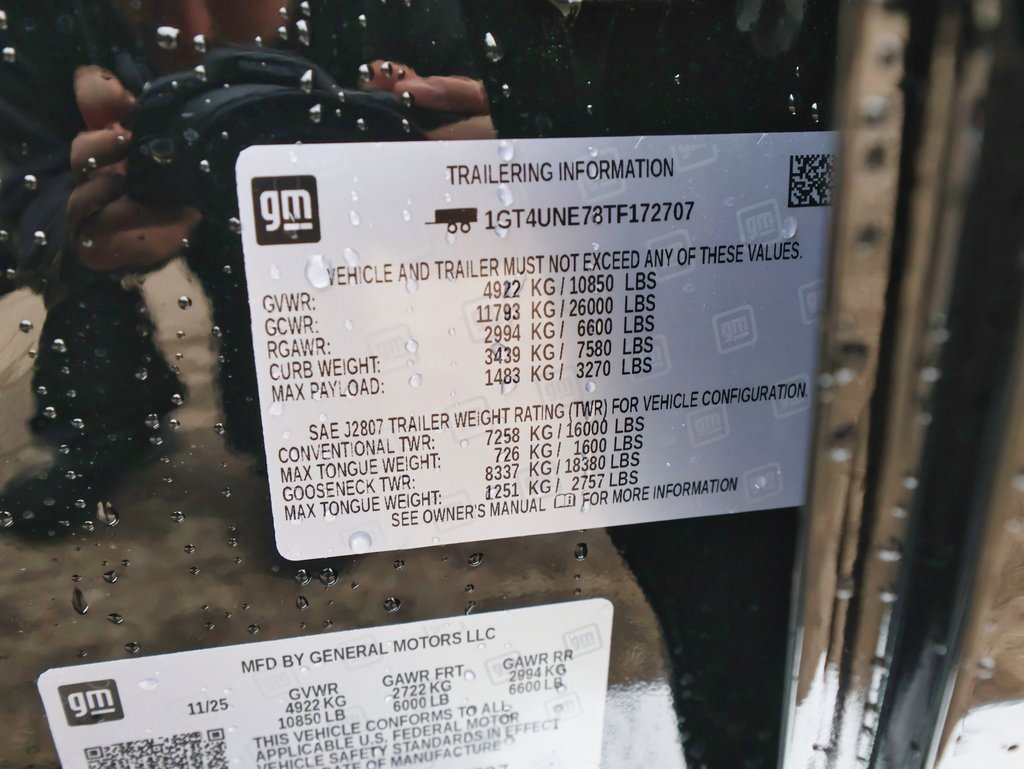 gm
TRAILERING INFORMATION
1GT4UNE78TF172707
VEHICLE AND TRAILER MUST NOT EXCEED ANY OF THESE VALUES.
GVWR: 4922 KG / 10850 LBS
GCWR: 11793 KG / 26000 LBS
RGAWR: 2994 KG / 6600 LBS
CURB WEIGHT: 3439 KG / 7580 LBS
MAX PAYLOAD: 1483 KG / 3270 LBS
SAE J2807 TRAILER WEIGHT RATING (TWR) FOR VEHICLE CONFIGURATION.
CONVENTIONAL TWR: 7258 KG / 16000 LBS
MAX TONGUE WEIGHT: 726 KG / 1600 LBS
GOOSENECK TWR: 8337 KG / 18380 LBS
MAX TONGUE WEIGHT: 1251 KG / 2757 LBS
SEE OWNER'S MANUAL FOR MORE INFORMATION
MFD BY GENERAL MOTORS LLC
gm
11/25
GVWR GAWR FRT GAWR RR
4922 KG 2722 KG 2994 KG
10850 LB 6000 LB 6600 LB
THIS VEHICLE CONFORMS TO ALL
APPLICABLE U.S. FEDERAL MOTOR
VEHICLE SAFETY STANDARDS IN EFFECT
DATE OF MANUFACTURE